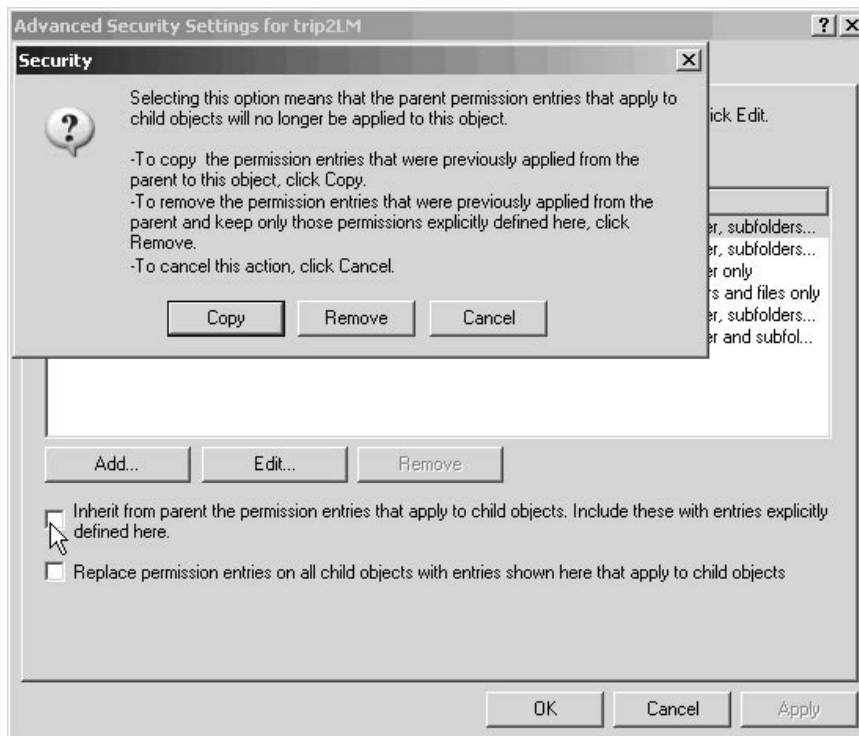 Advanced Security Settings for trip2LM
Security
Selecting this option means that the parent permission entries that apply to
child objects will no longer be applied to this object.
-To copy the permission entries that were previously applied from the
parent to this object, click Copy.
-To remove the permission entries that were previously applied from the
parent and keep only those permissions explicitly defined here, click
Remove.
-To cancel this action, click Cancel.
Copy Remove Cancel
ick Edit.
er, subfolders...
er, subfolders...
er only
rs and files only
er, subfolders...
er and subfol...
Add... Edit... Remove
Inherit from parent the permission entries that apply to child objects. Include these with entries explicitly
defined here.
Replace permission entries on all child objects with entries shown here that apply to child objects
OK Cancel Apply